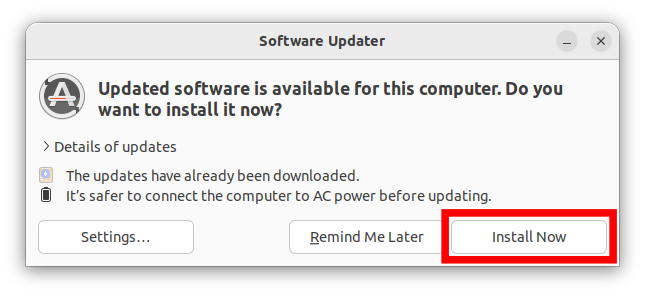 Software Updater
Updated software is available for this computer. Do you
want to install it now?
Details of updates
The updates have already been downloaded.
It’s safer to connect the computer to AC power before updating.
Settings…
Remind Me Later
Install Now